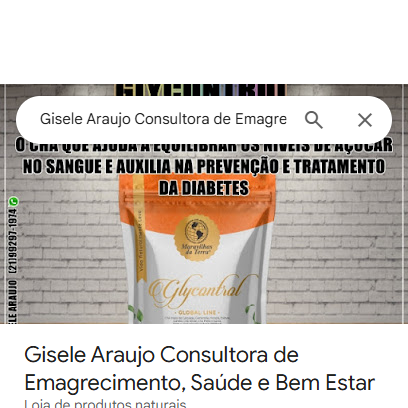 GLYCONTROL
Gisele Araujo Consultora de Emagre
O CHÁ QUE AJUDA A EQUILIBRAR OS NÍVEIS DE AÇÚCAR
NO SANGUE E AUXILIA NA PREVENÇÃO E TRATAMENTO
DA DIABETES
Maravilhas
da Terra
Glycontrol
GLOBAL LINE
LE ARAUJO (21)99297-1974
Gisele Araujo Consultora de
Emagrecimento, Saúde e Bem Estar
Loja de produtos naturais